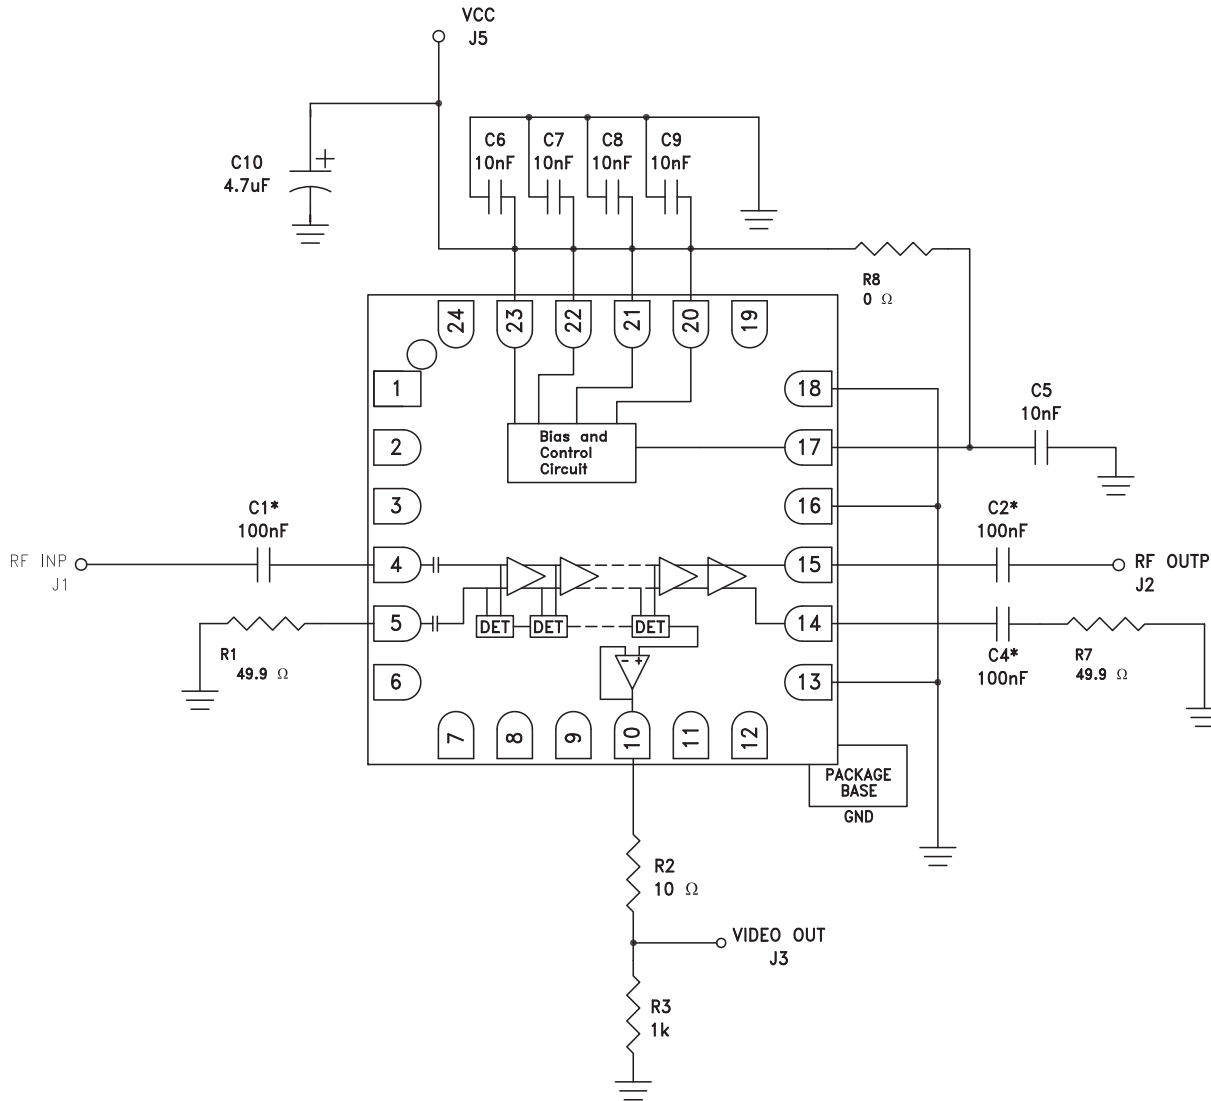 VCC
J5
C10
4.7uF
+
C6
10nF
C7
10nF
C8
10nF
C9
10nF
R8
0 Ω
24
23
22
21
20
19
1
2
3
4
5
6
18
17
16
15
14
13
Bias and
Control
Circuit
C5
10nF
C1*
100nF
RF INP
J1
C2*
100nF
RF OUTP
J2
R1
49.9 Ω
DET
DET
DET
- +
C4*
100nF
R7
49.9 Ω
7
8
9
10
11
12
PACKAGE
BASE
GND
R2
10 Ω
VIDEO OUT
J3
R3
1k